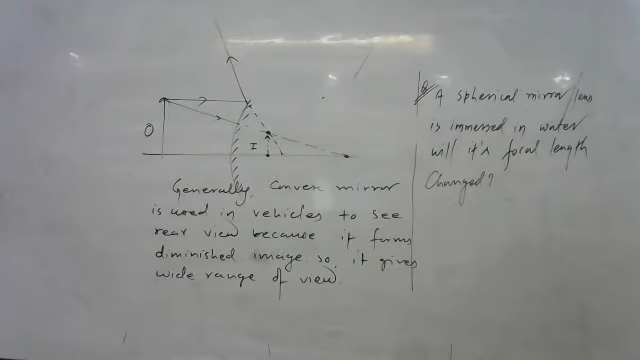 O
I
Generally, convex mirror
is used in vehicles to see
rear view because it forms
diminished image so, it gives
wide range of view.
Q A spherical mirror/lens
is immersed in water
will it's focal length
Changed?